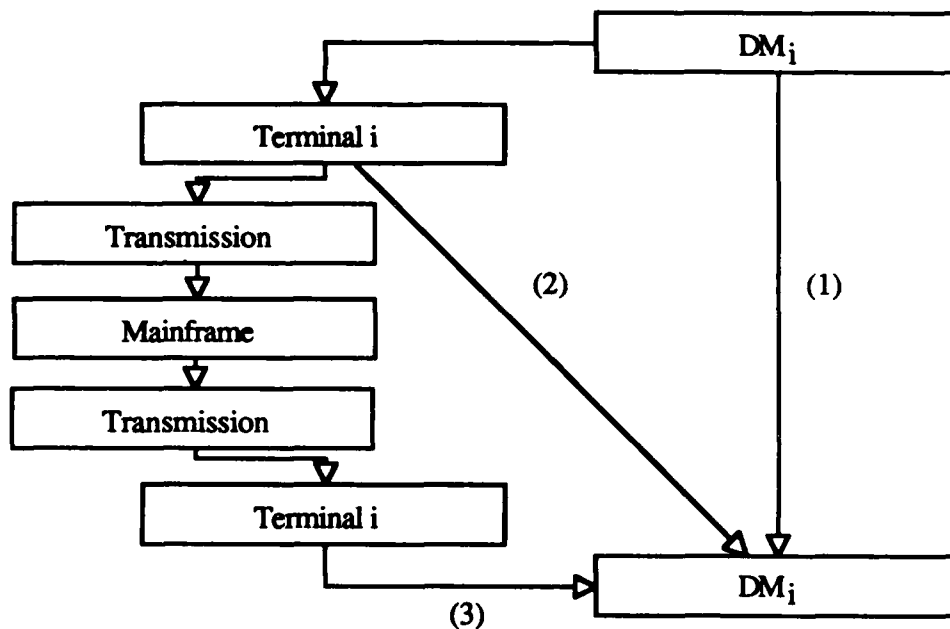 DMi
Terminal i
Transmission
(2)
(1)
Mainframe
Transmission
Terminal i
DMi
(3)